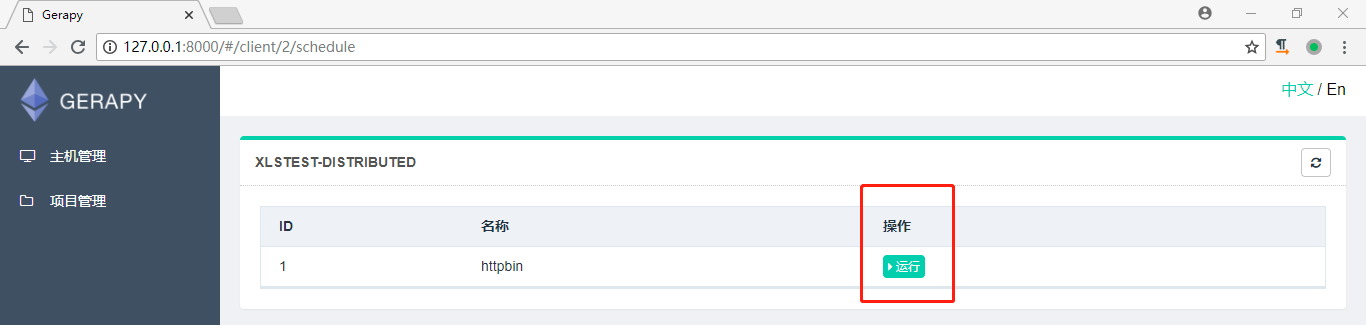 Gerapy
127.0.0.1:8000/#/client/2/schedule
GERAPY
中文 / En
主机管理
项目管理
XLSTEST-DISTRIBUTED
ID 名称 操作
1 httpbin 运行